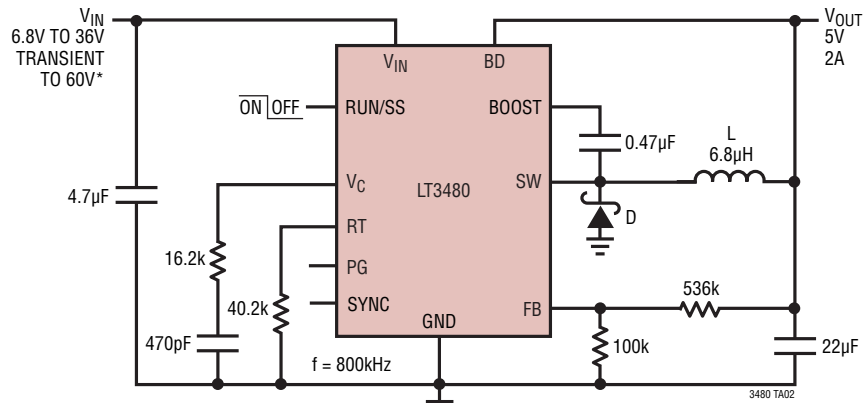 VIN
6.8V TO 36V
TRANSIENT
TO 60V*
VOUT
5V
2A
VIN
BD
ON OFF
RUN/SS
BOOST
0.47µF
L
6.8µH
4.7µF
VC
LT3480
SW
D
RT
16.2k
PG
40.2k
SYNC
FB
536k
GND
470pF
f = 800kHz
100k
22µF
3480 TA02